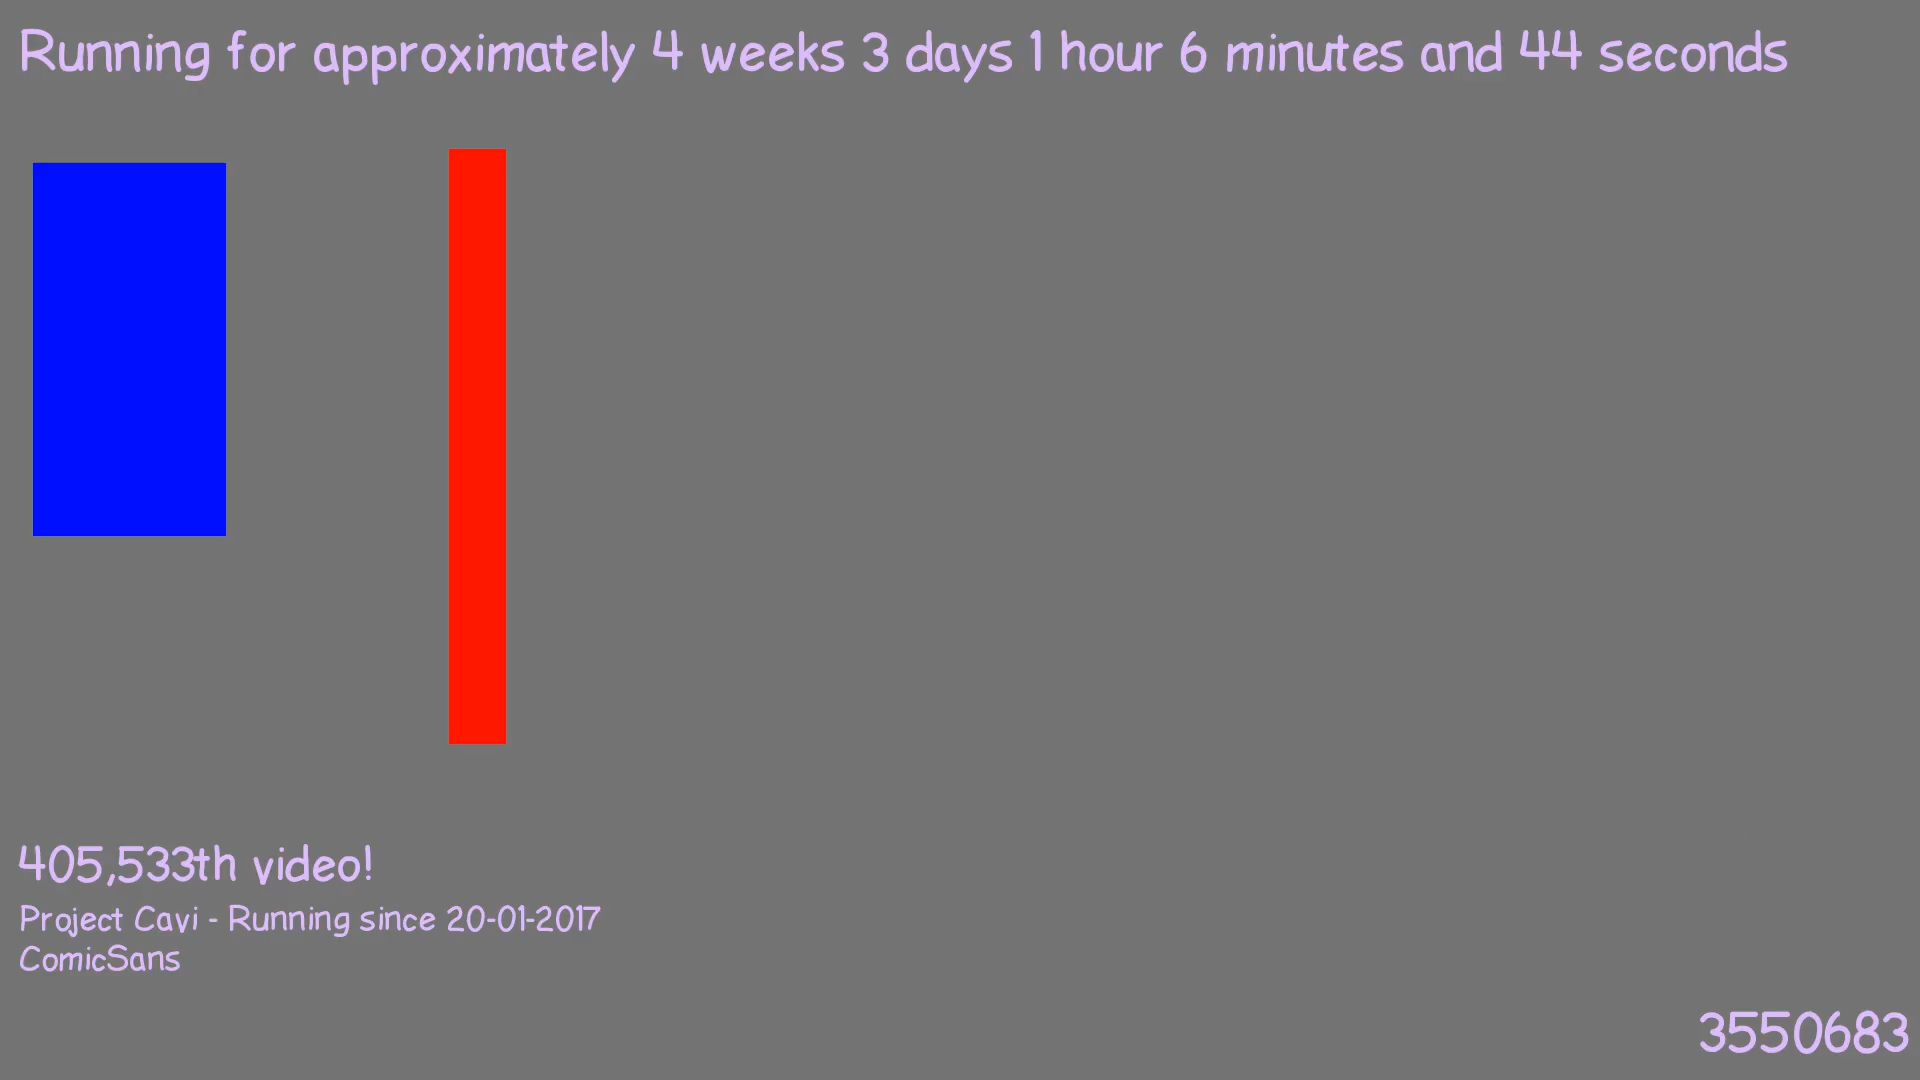 Running for approximately 4 weeks 3 days 1 hour 6 minutes and 44 seconds
405,533th video!
Project Cavi - Running since 20-01-2017
ComicSans
3550683